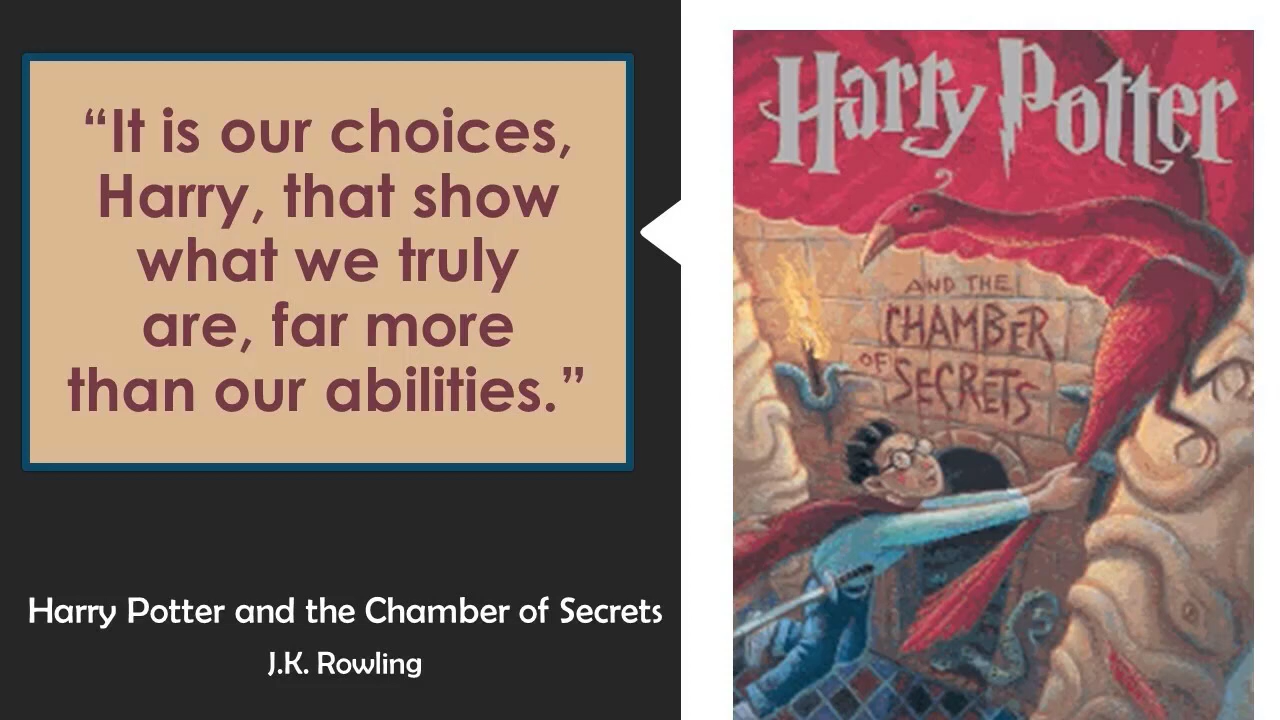 “It is our choices,
Harry, that show
what we truly
are, far more
than our abilities.”
Harry Potter and the Chamber of Secrets
J.K. Rowling
Harry Potter
AND THE
CHAMBER
OF SECRETS